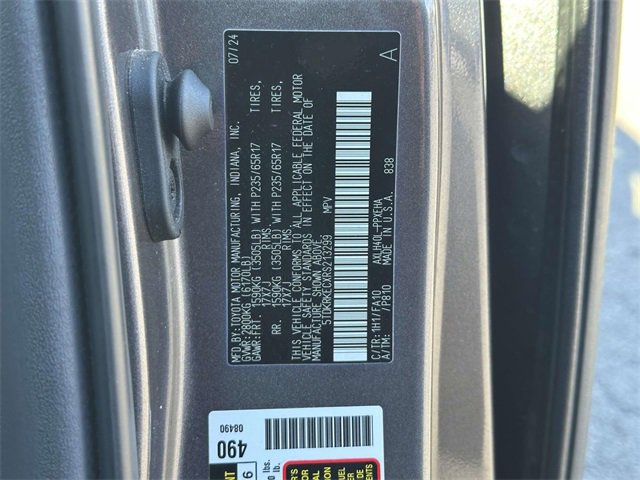 MFD.BY:TOYOTA MOTOR MANUFACTURING, INDIANA, INC. 07/24
GVWR:2800KG (6170LB)
GAWR:FRT. 1590KG (3505LB) WITH P235/65R17 TIRES,
17X7J RIMS,
RR. 1590KG (3505LB) WITH P235/65R17 TIRES,
17X7J RIMS,
THIS VEHICLE CONFORMS TO ALL APPLICABLE FEDERAL MOTOR
VEHICLE SAFETY STANDARDS IN EFFECT ON THE DATE OF
MANUFACTURE SHOWN ABOVE.
5TDKRKECXRS213299 MPV
A
C/TR:1H1/FA10 AXLH40L-PPXEHA 838
A/TM: /P810 MADE IN U.S.A.
490
08490